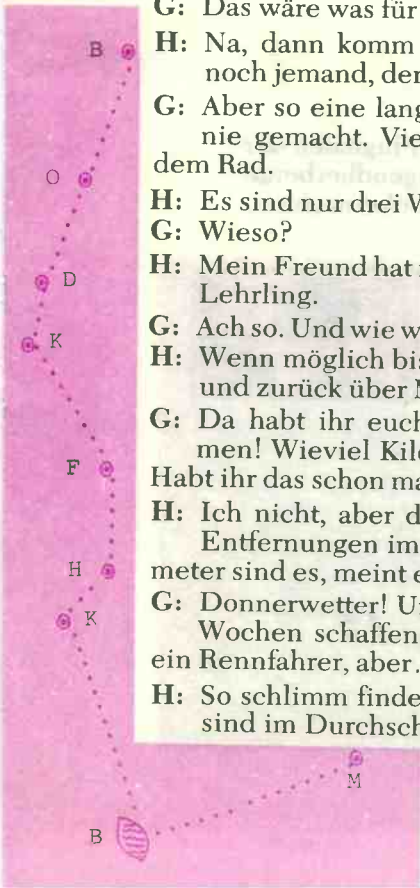 G: Das wäre was für
H: Na, dann komm
noch jemand, der
G: Aber so eine lang
nie gemacht. Vie
dem Rad.
H: Es sind nur drei W
G: Wieso?
H: Mein Freund hat
Lehrling.
G: Ach so. Und wie w
H: Wenn möglich bis
und zurück über
G: Da habt ihr euch
men! Wieviel Kil
Habt ihr das schon ma
H: Ich nicht, aber d
Entfernungen im
meter sind es, meint e
G: Donnerwetter! U
Wochen schaffen
ein Rennfahrer, aber.
H: So schlimm finde
sind im Durchsch
B
O
D
K
F
H
K
M
B